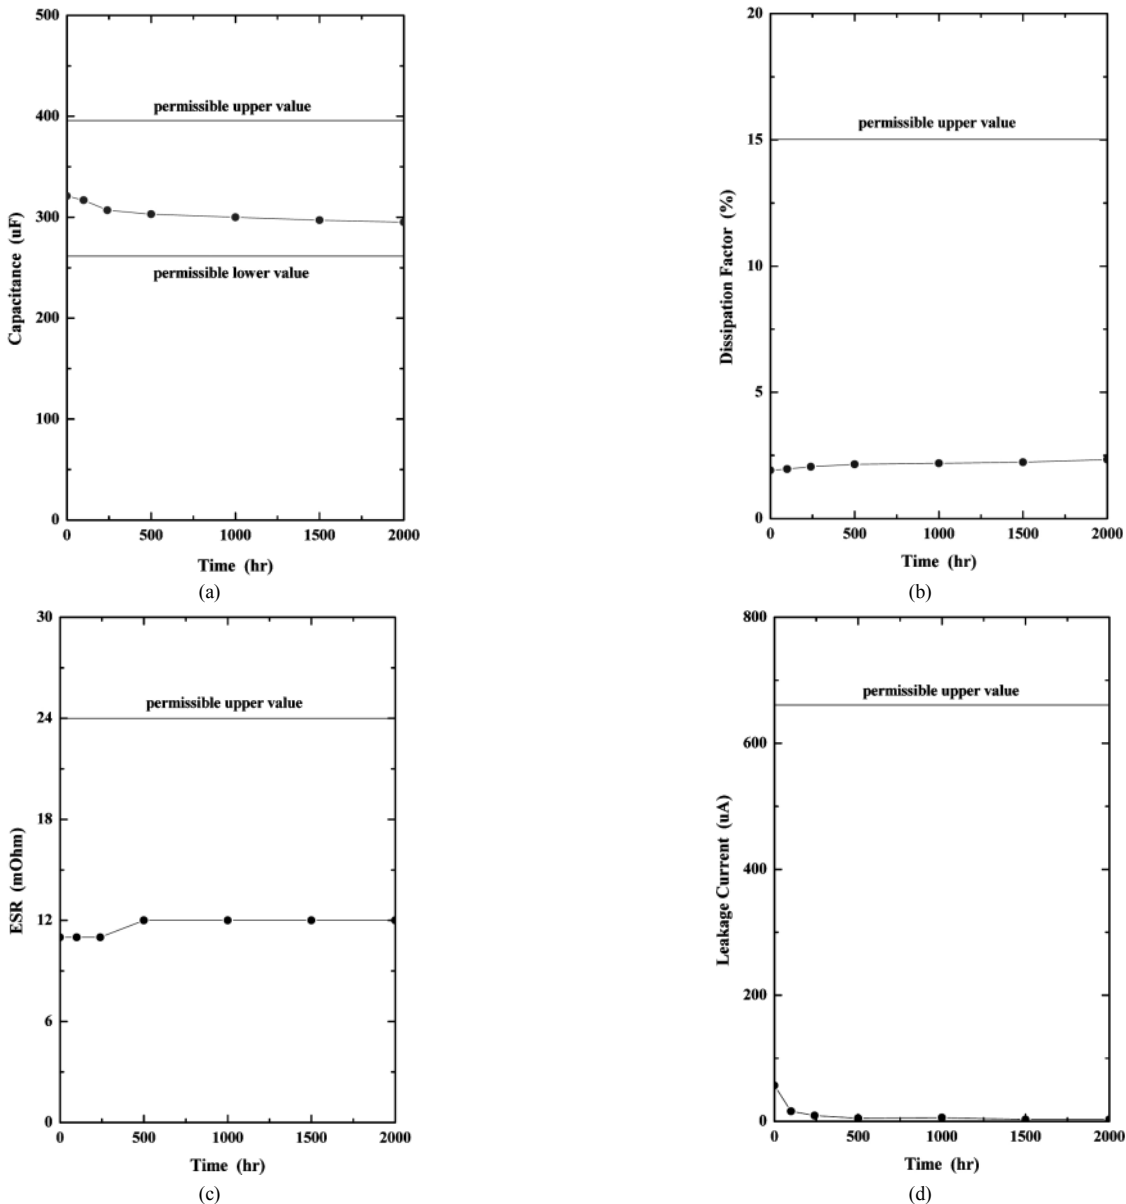 500
400
300
200
100
0
Capacitance (uF)
permissible upper value
permissible lower value
0 500 1000 1500 2000
Time (hr)
(a)
20
15
10
5
0
Dissipation Factor (%)
permissible upper value
0 500 1000 1500 2000
Time (hr)
(b)
30
24
18
12
6
0
ESR (mOhm)
permissible upper value
0 500 1000 1500 2000
Time (hr)
(c)
800
600
400
200
0
Leakage Current (uA)
permissible upper value
0 500 1000 1500 2000
Time (hr)
(d)